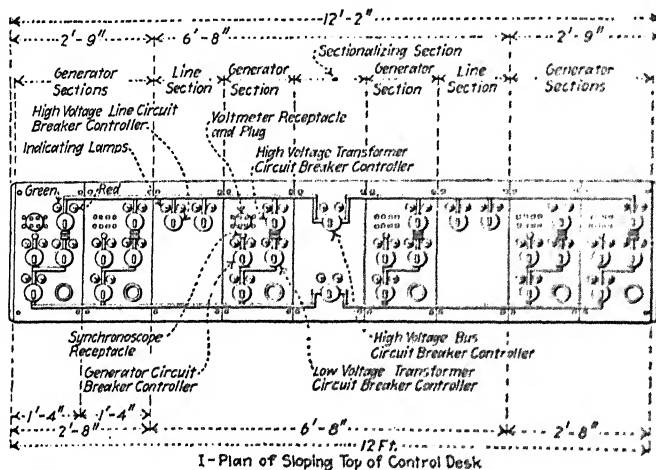 12'-2"
2'-9" 6'-8" 2'-9"
Sectionalizing Section
Generator Sections
Line Section
Generator Section
Generator Section
Line Section
Generator Sections
High Voltage Line Circuit
Breaker Controller
Voltmeter Receptacle
and Plug
Indicating Lamps
High Voltage Transformer
Circuit Breaker Controller
Green Red
Synchronoscope
Receptacle
Generator Circuit
Breaker Controller
High Voltage Bus
Circuit Breaker Controller
Low Voltage Transformer
Circuit Breaker Controller
1'-4" 1'-4"
2'-8" 6'-8" 2'-8"
12 Ft.
I-Plan of Sloping Top of Control Desk